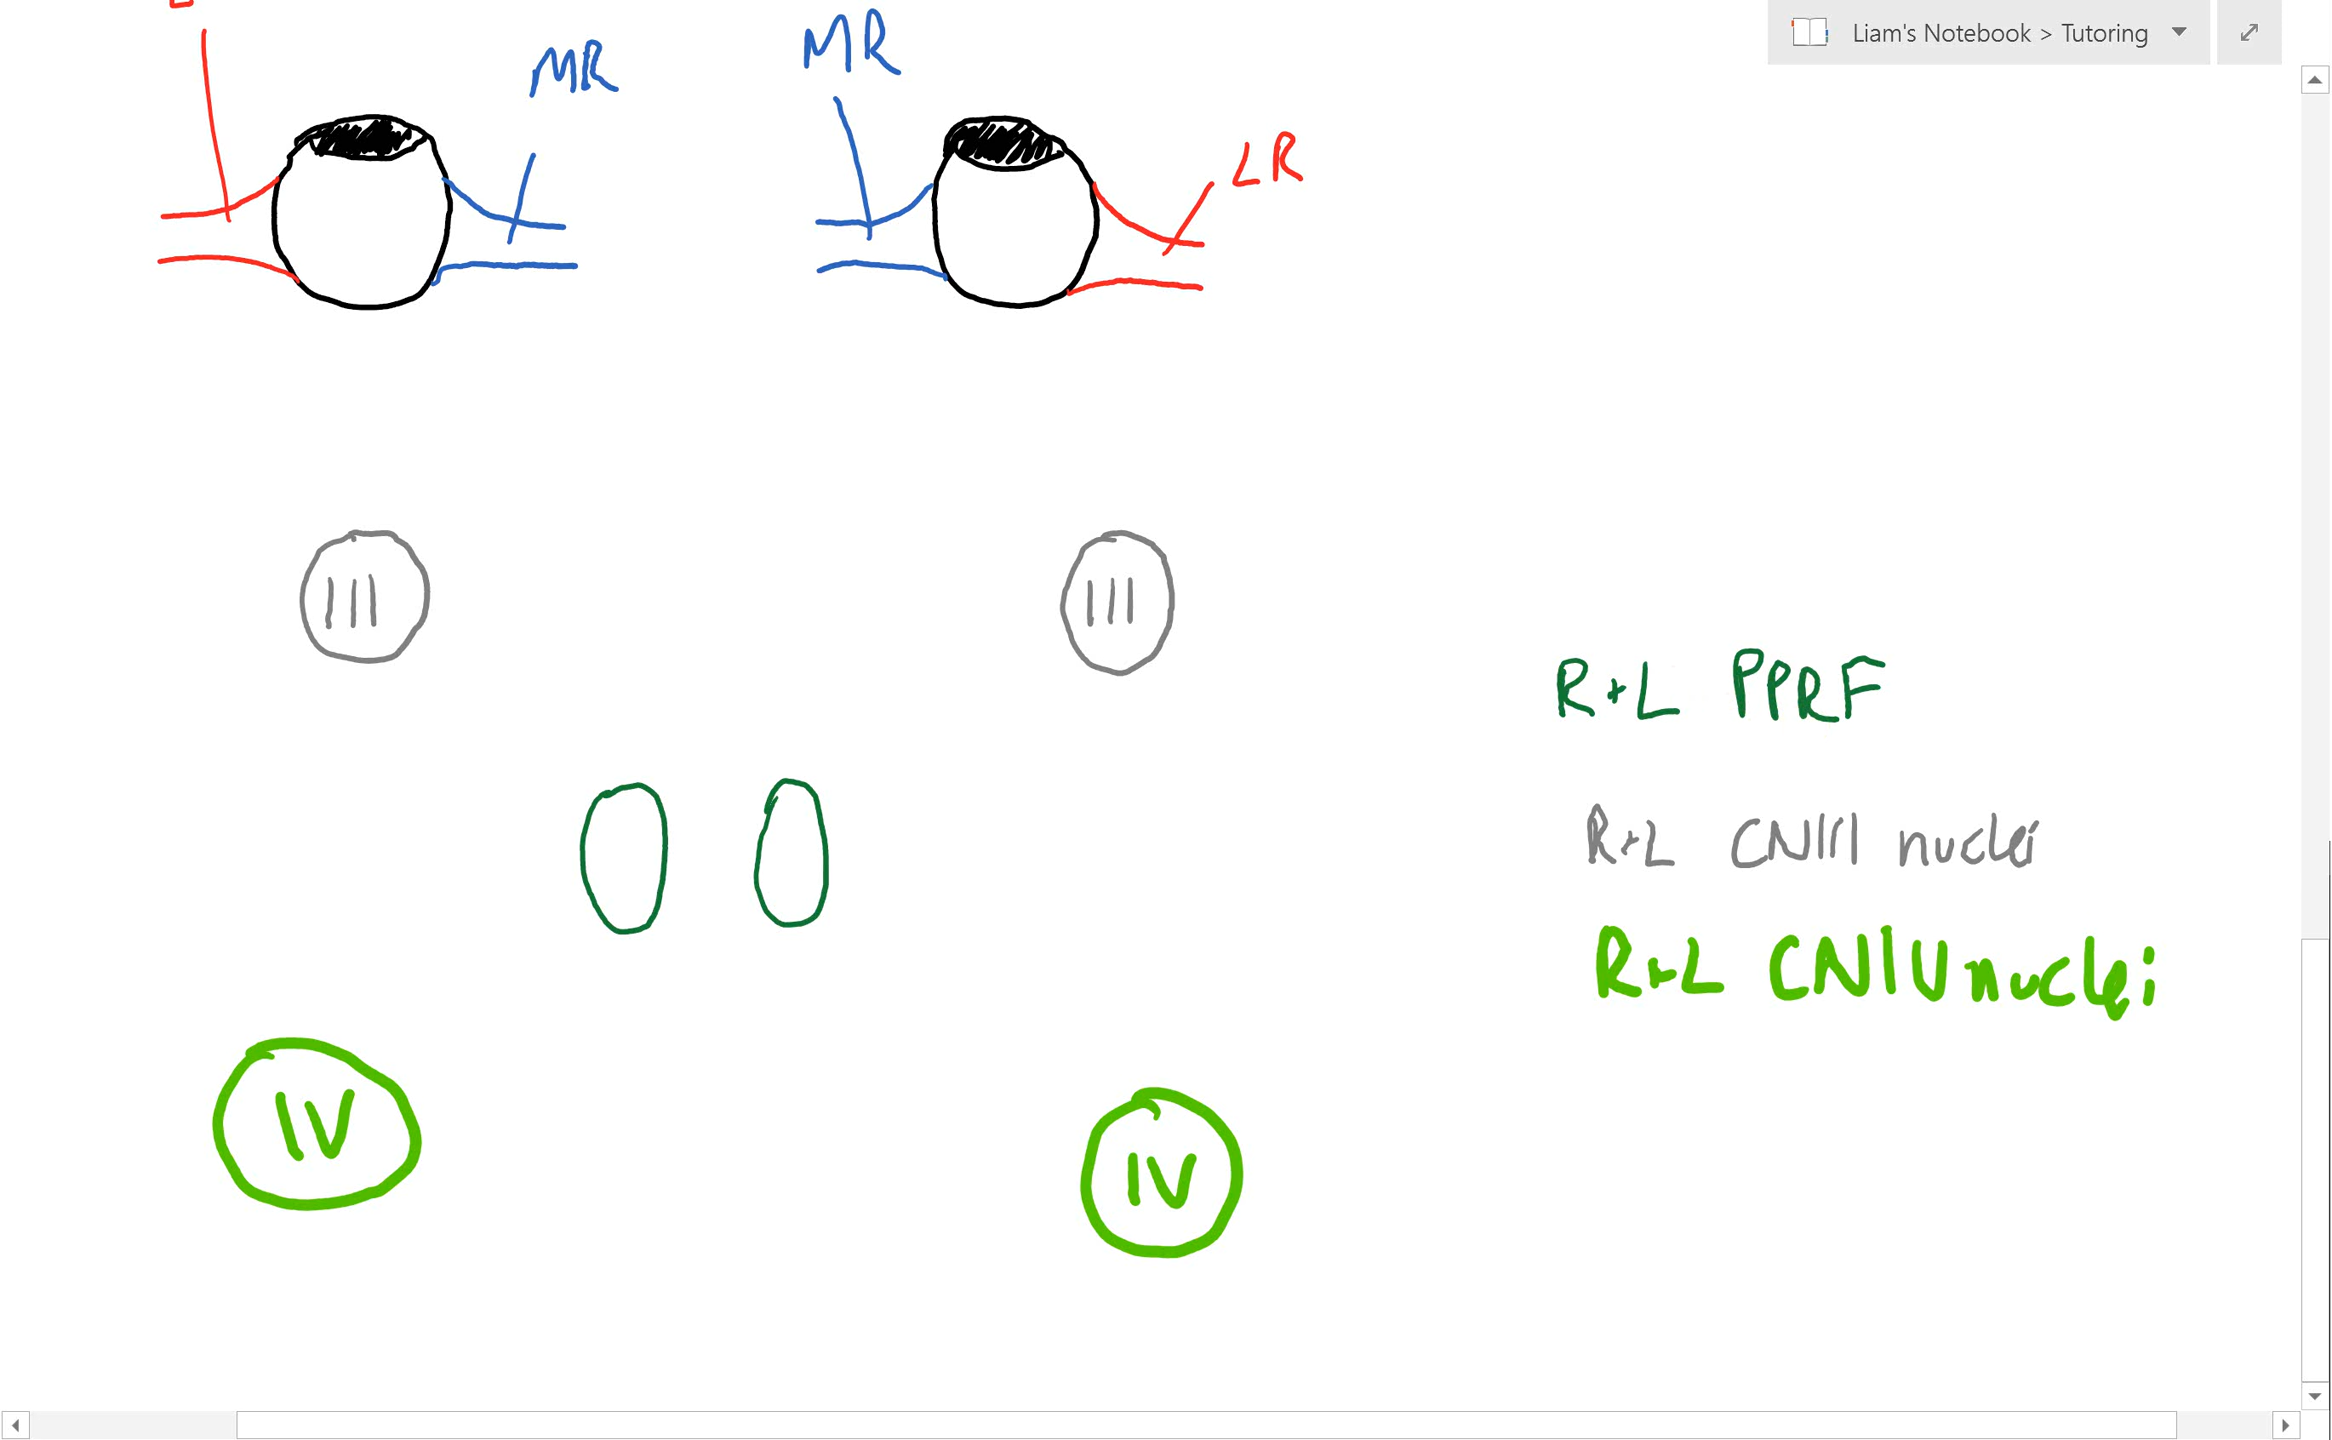 Liam's Notebook > Tutoring
MR
MR
LR
III
III
R+L PPRF
R+L CNIII nuclei
R+L CNIV nuclei
IV
IV